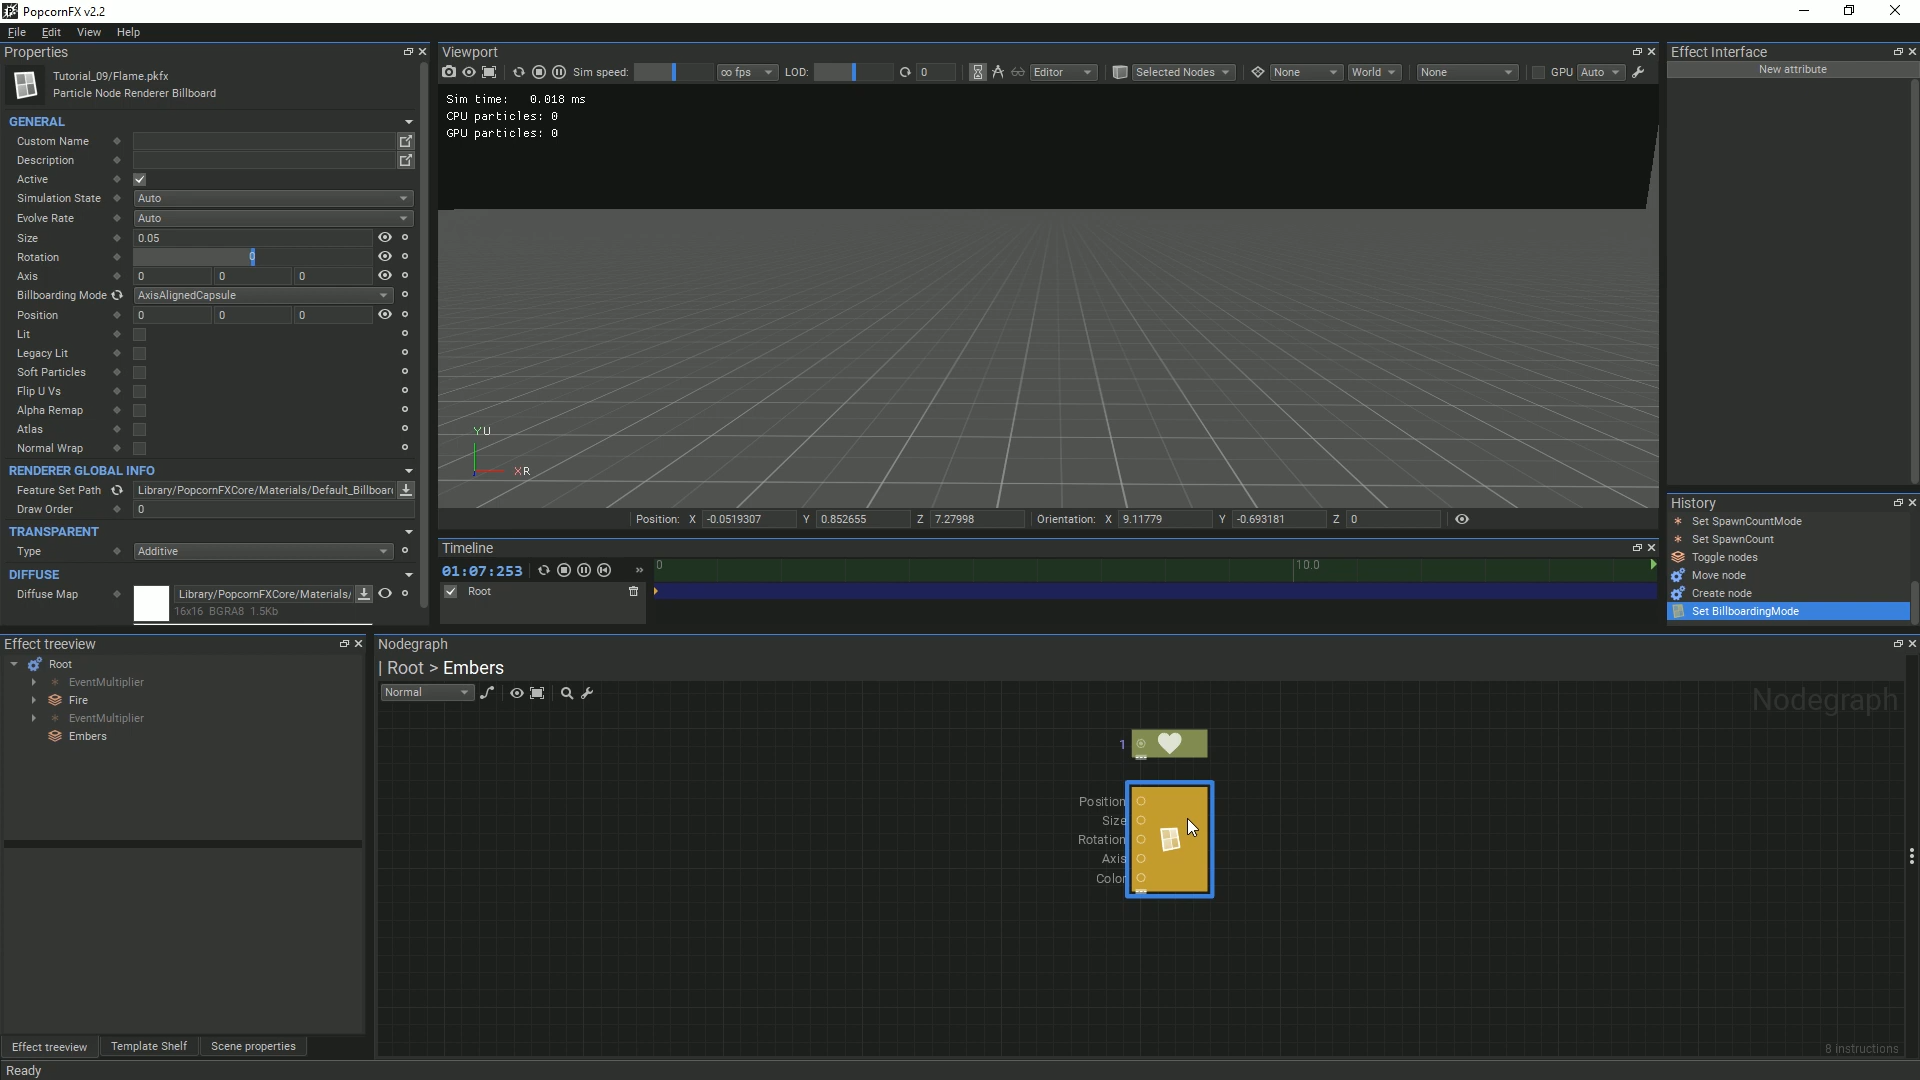 PopcornFX v2.2
File Edit View Help
Properties
Tutorial_09/Flame.pkfx
Particle Node Renderer Billboard
GENERAL
Custom Name
Description
Active
Simulation State Auto
Evolve Rate Auto
Size 0.05
Rotation 0
Axis 0 0 0
Billboarding Mode AxisAlignedCapsule
Position 0 0 0
Lit
Legacy Lit
Soft Particles
Flip U Vs
Alpha Remap
Atlas
Normal Wrap
RENDERER GLOBAL INFO
Feature Set Path Library/PopcornFXCore/Materials/Default_Billboar
Draw Order 0
TRANSPARENT
Type Additive
DIFFUSE
Diffuse Map Library/PopcornFXCore/Materials/
16x16 BGRA8 1.5Kb
Viewport
Sim speed: ∞ fps LOD: 0 Editor Selected Nodes None World None GPU Auto
Sim time: 0.018 ms
CPU particles: 0
GPU particles: 0
YU
XR
Position: X -0.0519307 Y 0.852655 Z 7.27998 Orientation: X 9.11779 Y -0.693181 Z 0
Timeline
01:07:253 » 0 10.0
Root
Effect Interface
New attribute
History
Set SpawnCountMode
Set SpawnCount
Toggle nodes
Move node
Create node
Set BillboardingMode
Effect treeview
Root
EventMultiplier
Fire
EventMultiplier
Embers
Effect treeview Template Shelf Scene properties
Nodegraph
| Root > Embers
Normal
Nodegraph
1
Position
Size
Rotation
Axis
Color
8 instructions
Ready